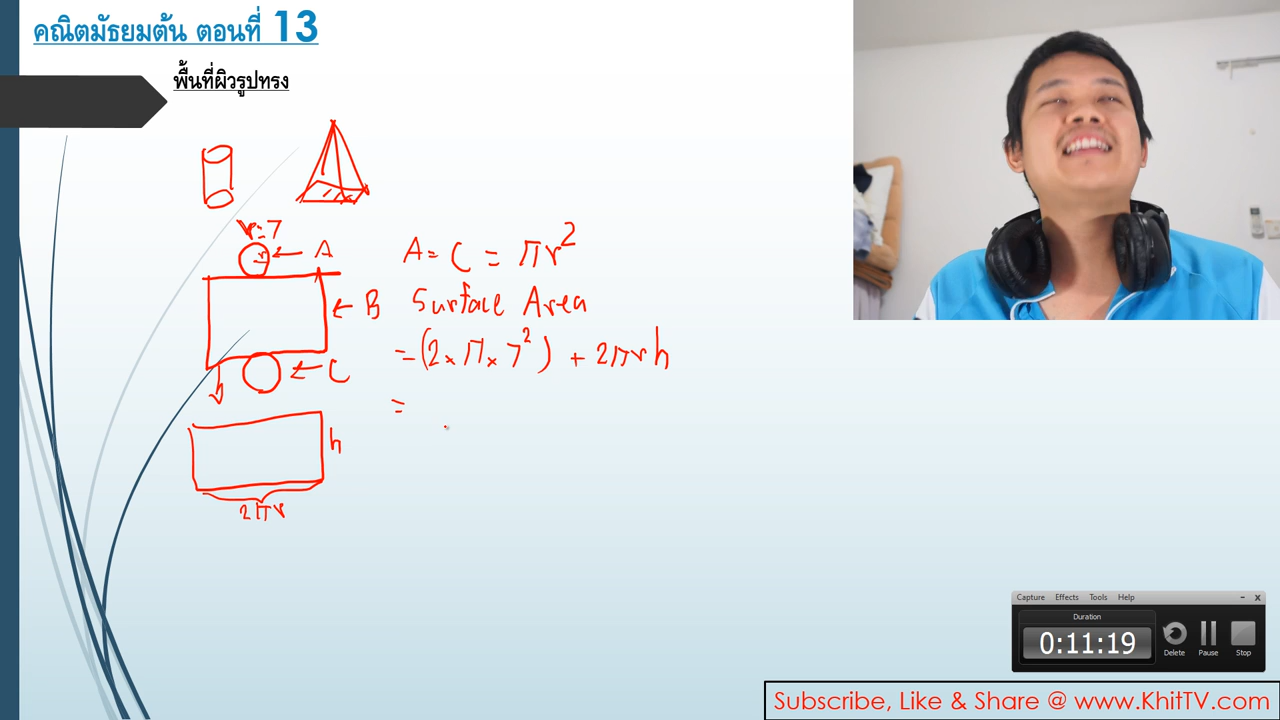 คณิตมัธยมต้น ตอนที่ 13
พื้นที่ผิวรูปทรง
r=7
r
A
B
C
h
2πr
A = C = πr²
Surface Area
= (2 × π × 7²) + 2πrh
=
Capture Effects Tools Help
Duration
0:11:19
Delete Pause Stop
Subscribe, Like & Share @ www.KhitTV.com